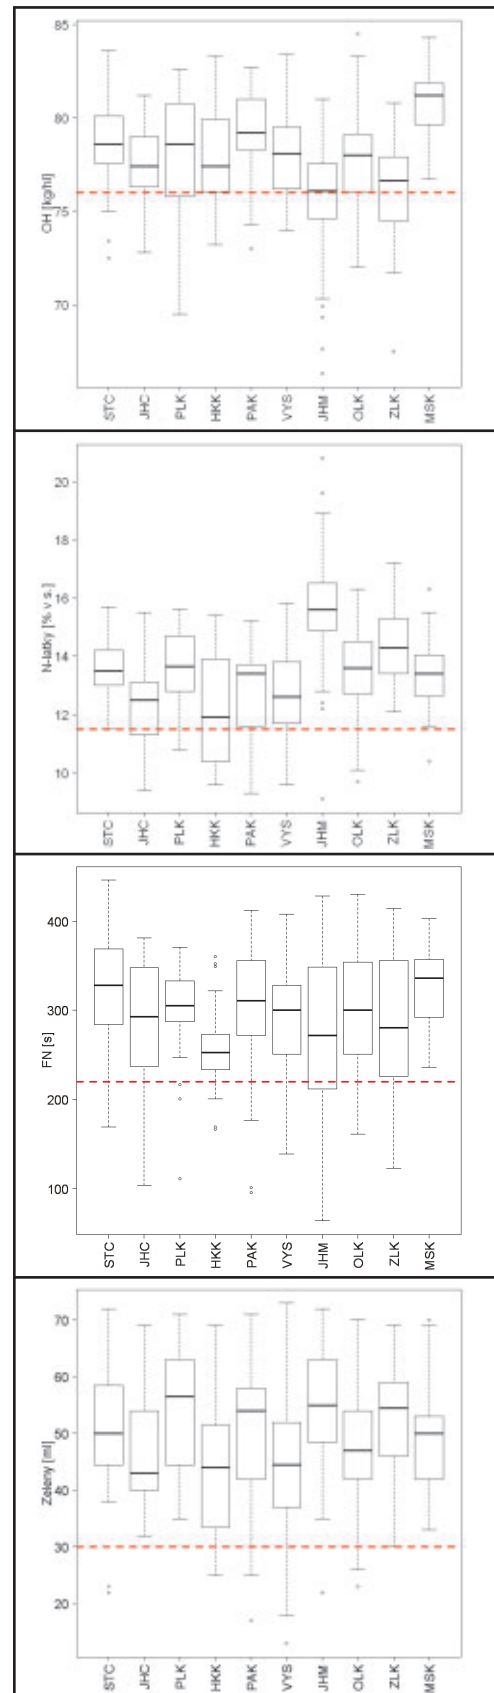 OH [kg/hl]
85
80
75
70
STC JHC PLK HKK PAK VYS JHM OLK ZLK MSK
N-latky [% v s.]
20
18
16
14
12
10
STC JHC PLK HKK PAK VYS JHM OLK ZLK MSK
FN [s]
400
300
200
100
STC JHC PLK HKK PAK VYS JHM OLK ZLK MSK
Zeleny [ml]
70
60
50
40
30
20
STC JHC PLK HKK PAK VYS JHM OLK ZLK MSK